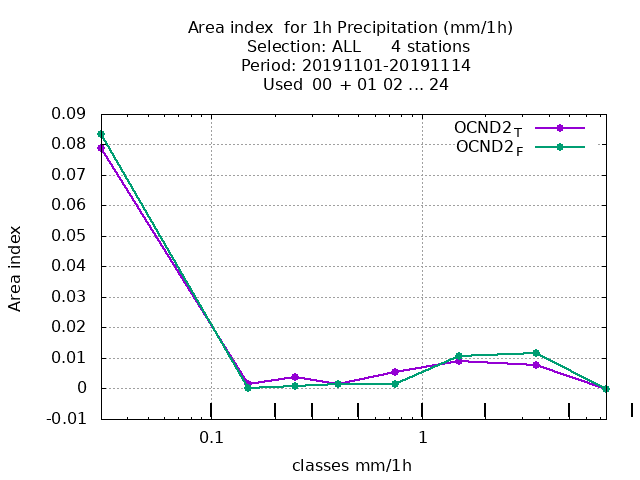 Area index  for 1h Precipitation (mm/1h)
Selection: ALL      4 stations
Period: 20191101-20191114
Used  00  + 01 02 ... 24
OCND2T
OCND2F
0.09
0.08
0.07
0.06
0.05
0.04
0.03
0.02
0.01
0
-0.01
Area index
0.1
1
classes mm/1h